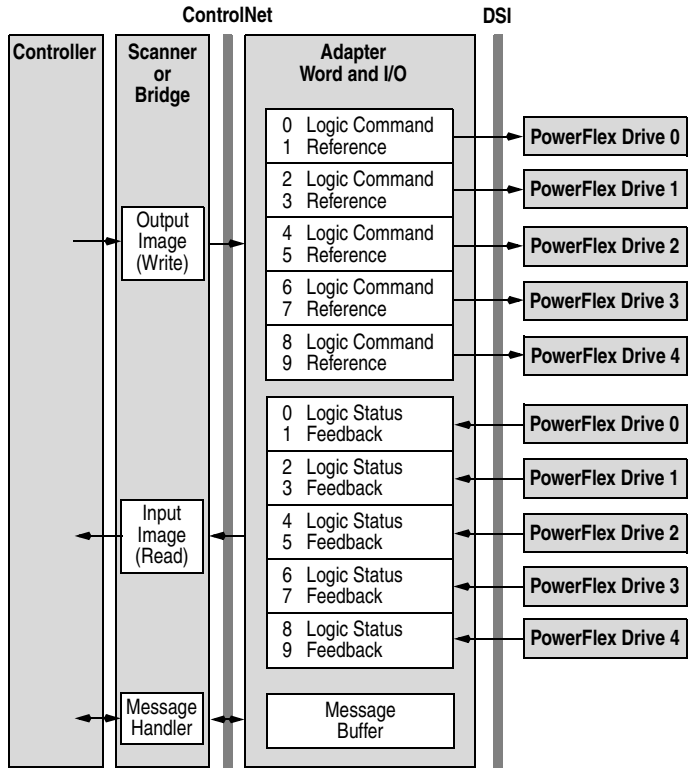 ControlNet
DSI
Controller
Scanner
or
Bridge
Adapter
Word and I/O
0 Logic Command
1 Reference
PowerFlex Drive 0
2 Logic Command
3 Reference
PowerFlex Drive 1
Output
Image
(Write)
4 Logic Command
5 Reference
PowerFlex Drive 2
6 Logic Command
7 Reference
PowerFlex Drive 3
8 Logic Command
9 Reference
PowerFlex Drive 4
0 Logic Status
1 Feedback
PowerFlex Drive 0
2 Logic Status
3 Feedback
PowerFlex Drive 1
Input
Image
(Read)
4 Logic Status
5 Feedback
PowerFlex Drive 2
6 Logic Status
7 Feedback
PowerFlex Drive 3
8 Logic Status
9 Feedback
PowerFlex Drive 4
Message
Handler
Message
Buffer